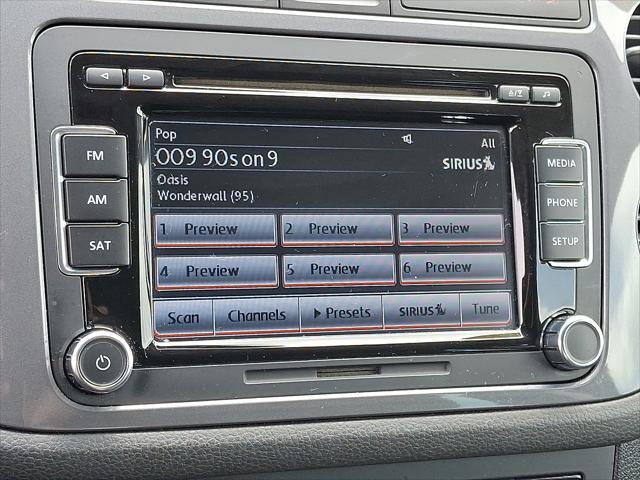 Pop
All
009 90s on 9
SIRIUS
Oasis
Wonderwall (95)
FM
AM
SAT
MEDIA
PHONE
SETUP
1 Preview
2 Preview
3 Preview
4 Preview
5 Preview
6 Preview
Scan
Channels
Presets
SIRIUS
Tune